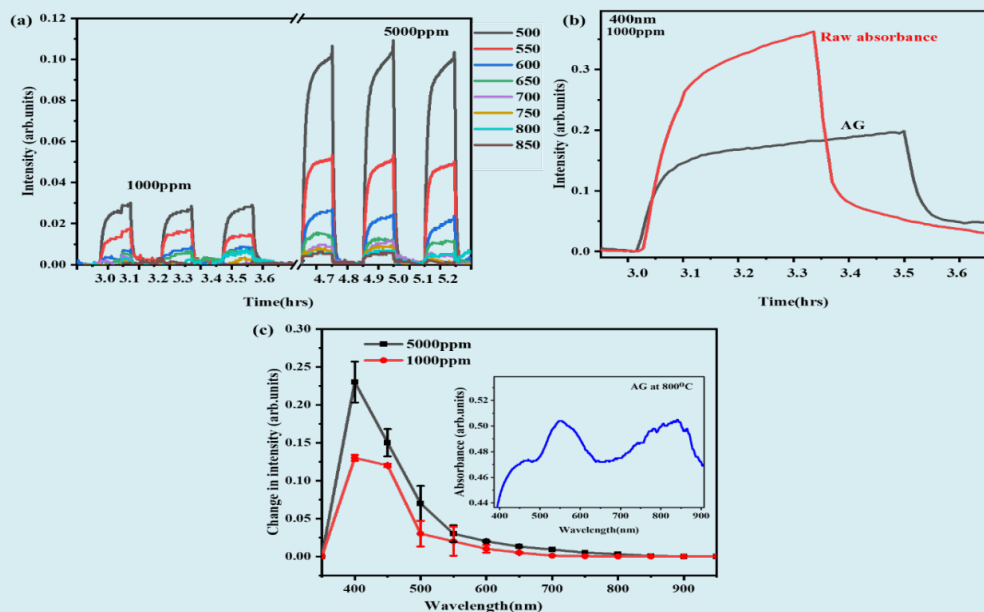 (a)
0.12
0.10
0.08
0.06
0.04
0.02
0.00
Intensity (arb.units)
1000ppm
5000ppm
500
550
600
650
700
750
800
850
3.0 3.1 3.2 3.3 3.4 3.5 3.6 4.7 4.8 4.9 5.0 5.1 5.2
Time(hrs)
(b)
400nm
1000ppm
Raw absorbance
AG
0.3
0.2
0.1
0.0
Intensity (arb.units)
3.0 3.1 3.2 3.3 3.4 3.5 3.6
Time(hrs)
(c)
5000ppm
1000ppm
0.30
0.25
0.20
0.15
0.10
0.05
0.00
Change in intensity (arb.units)
400 500 600 700 800 900
Wavelength(nm)
AG at 800⁰C
0.52
0.50
0.48
0.46
0.44
Absorbance (arb.units)
400 500 600 700 800 900
Wavelength(nm)